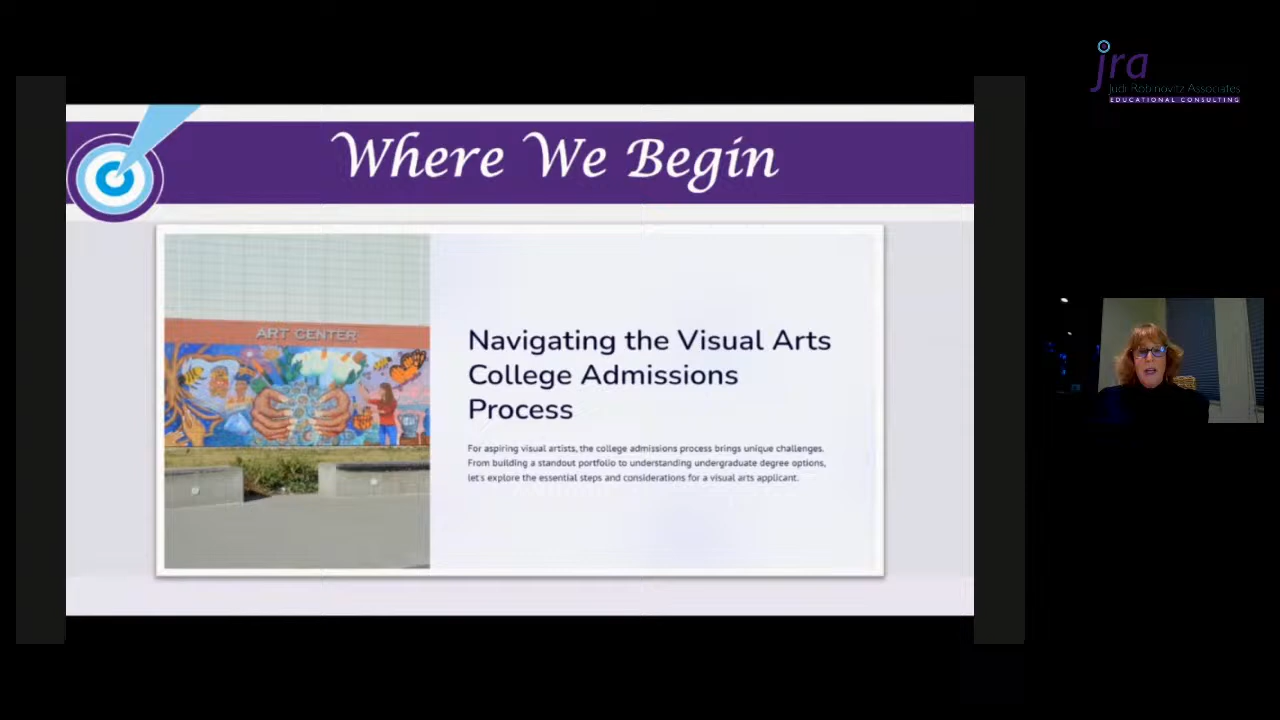 Where We Begin
ART CENTER
Navigating the Visual Arts
College Admissions
Process
For aspiring visual artists, the college admissions process brings unique challenges.
From building a standout portfolio to understanding undergraduate degree options,
let's explore the essential steps and considerations for a visual arts applicant.
jra
Judi Robinovitz Associates
EDUCATIONAL CONSULTING